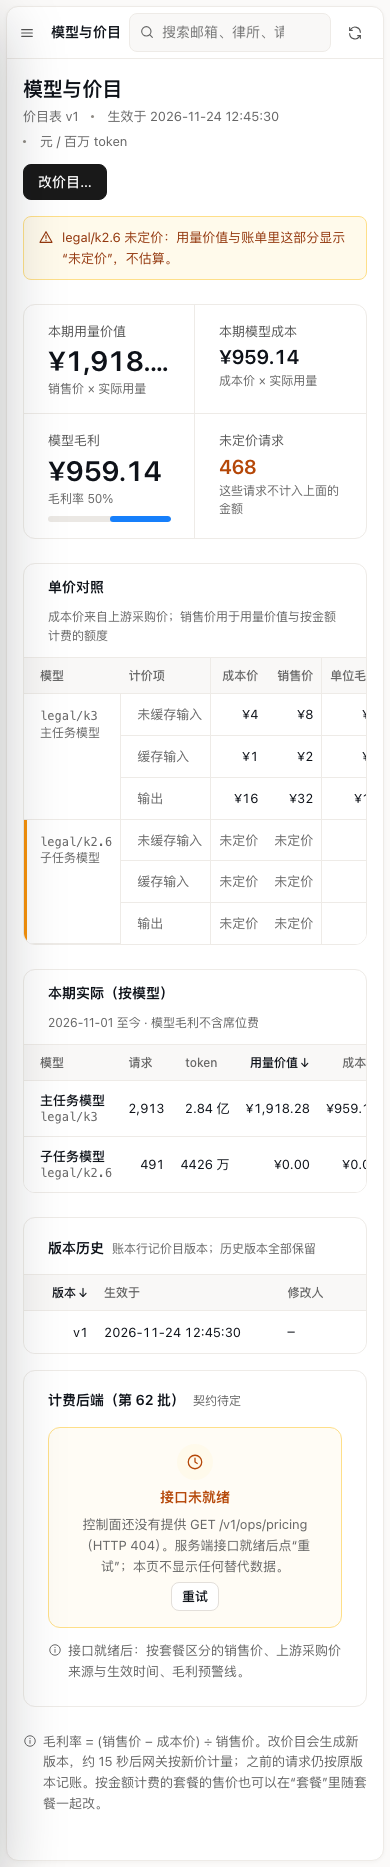 模型与价目
搜索邮箱、律所、请
模型与价目
价目表 v1 • 生效于 2026-11-24 12:45:30
• 元 / 百万 token
改价目...
legal/k2.6 未定价：用量价值与账单里这部分显示
“未定价”，不估算。
本期用量价值
¥1,918....
销售价 × 实际用量
本期模型成本
¥959.14
成本价 × 实际用量
模型毛利
¥959.14
毛利率 50%
未定价请求
468
这些请求不计入上面的
金额
单价对照
成本价来自上游采购价；销售价用于用量价值与按金额
计费的额度
模型 计价项 成本价 销售价 单位毛
legal/k3
主任务模型
未缓存输入 ¥4 ¥8
缓存输入 ¥1 ¥2
输出 ¥16 ¥32
legal/k2.6
子任务模型
未缓存输入 未定价 未定价
缓存输入 未定价 未定价
输出 未定价 未定价
本期实际（按模型）
2026-11-01 至今 · 模型毛利不含席位费
模型 请求 token 用量价值↓ 成本
主任务模型
legal/k3
2,913 2.84 亿 ¥1,918.28 ¥959.1
子任务模型
legal/k2.6
491 4426 万 ¥0.00 ¥0.0
版本历史 账本行记价目版本；历史版本全部保留
版本↓ 生效于 修改人
v1 2026-11-24 12:45:30 –
计费后端（第 62 批） 契约待定
接口未就绪
控制面还没有提供 GET /v1/ops/pricing
（HTTP 404）。服务端接口就绪后点“重
试”；本页不显示任何替代数据。
重试
接口就绪后：按套餐区分的销售价、上游采购价
来源与生效时间、毛利预警线。
毛利率 = (销售价 − 成本价) ÷ 销售价。改价目会生成新
版本，约 15 秒后网关按新价计量；之前的请求仍按原版
本记账。按金额计费的套餐的售价也可以在“套餐”里随套
餐一起改。